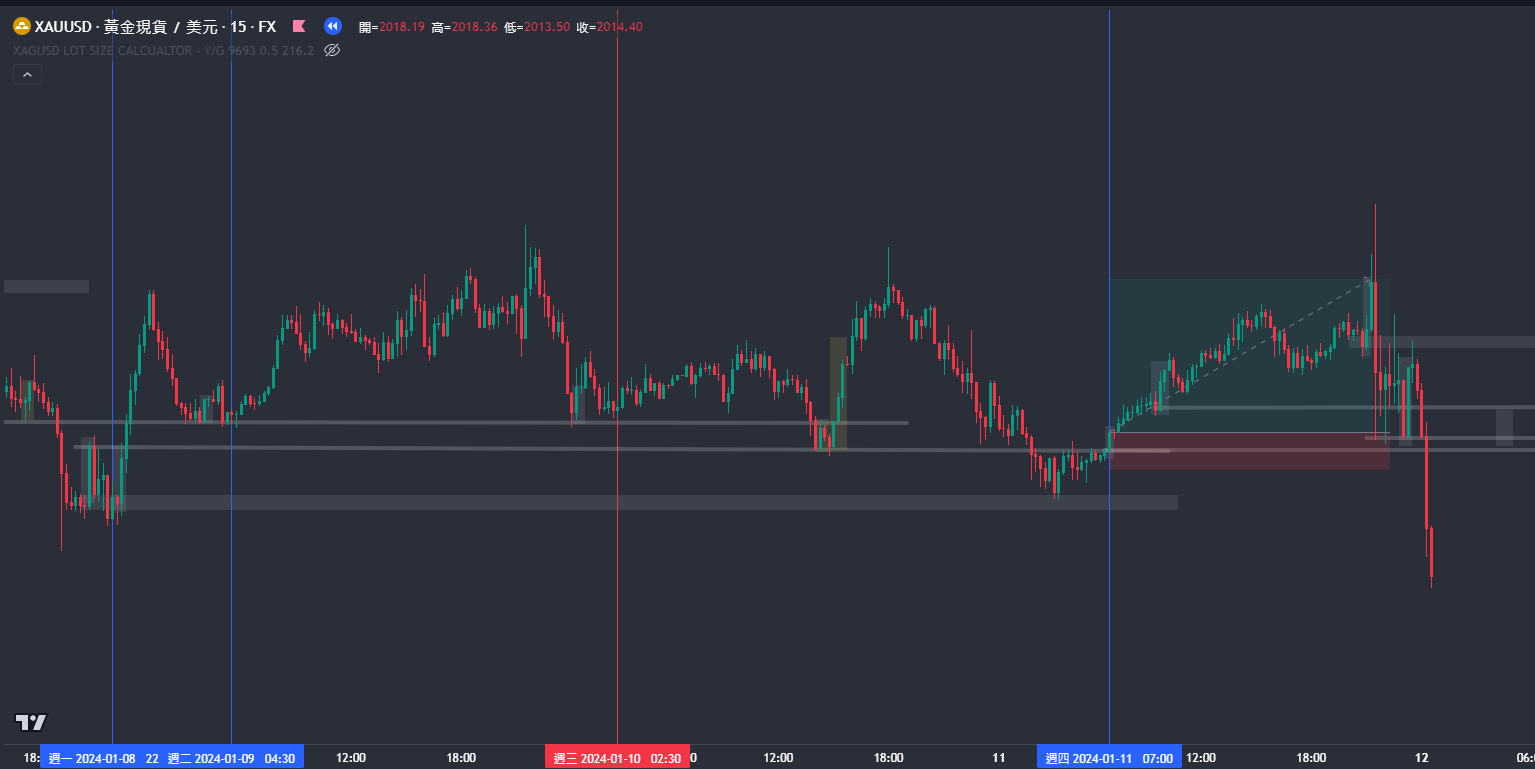 XAUUSD · 黃金現貨 / 美元 · 15 · FX 開=2018.19 高=2018.36 低=2013.50 收=2014.40
XAGUSD LOT SIZE CALCUALTOR - WG 9693 0.5 216.2
18: 週一 2024-01-08 22 週二 2024-01-09 04:30 12:00 18:00 週三 2024-01-10 02:30 0 12:00 18:00 11 週四 2024-01-11 07:00 12:00 18:00 12 06: